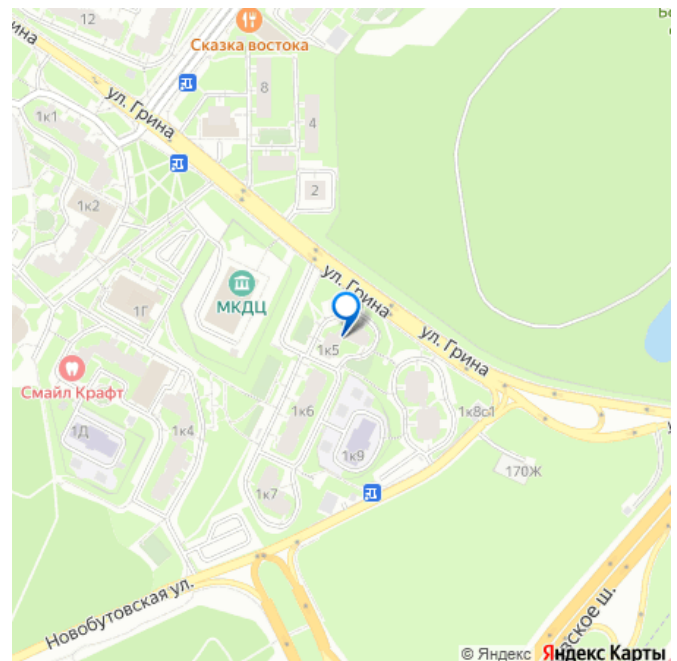 12
Сказка востока
ул. Грина
8
1к1
4
2
1к2
ул. Грина
МКДЦ
1Г
ул. Грина
1к5
Смайл Крафт
1к6
1к8с1
1Д
1к4
1к9
170Ж
1к7
Новобутовская ул.
© Яндекс Яндекс Карты